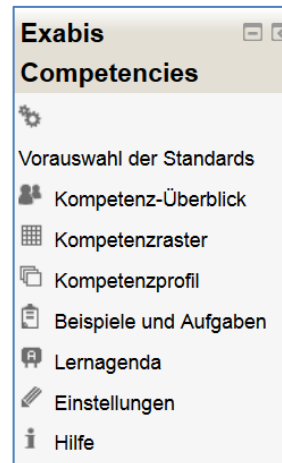 Exabis
Competencies
Vorauswahl der Standards
Kompetenz-Überblick
Kompetenzraster
Kompetenzprofil
Beispiele und Aufgaben
Lernagenda
Einstellungen
Hilfe